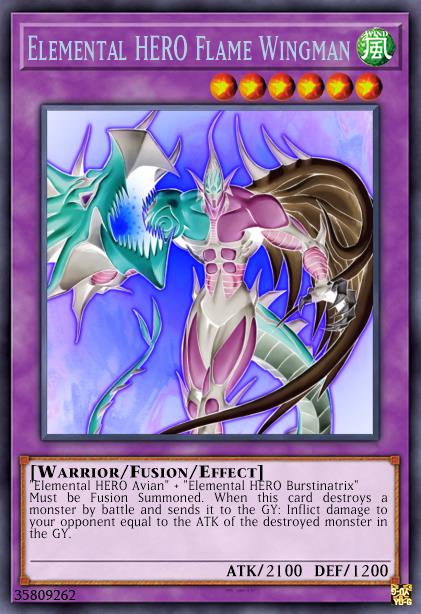 Elemental HERO Flame Wingman
WIND
風
[Warrior/Fusion/Effect]
"Elemental HERO Avian" + "Elemental HERO Burstinatrix"
Must be Fusion Summoned. When this card destroys a
monster by battle and sends it to the GY: Inflict damage to
your opponent equal to the ATK of the destroyed monster in
the GY.
ATK/2100 DEF/1200
35809262